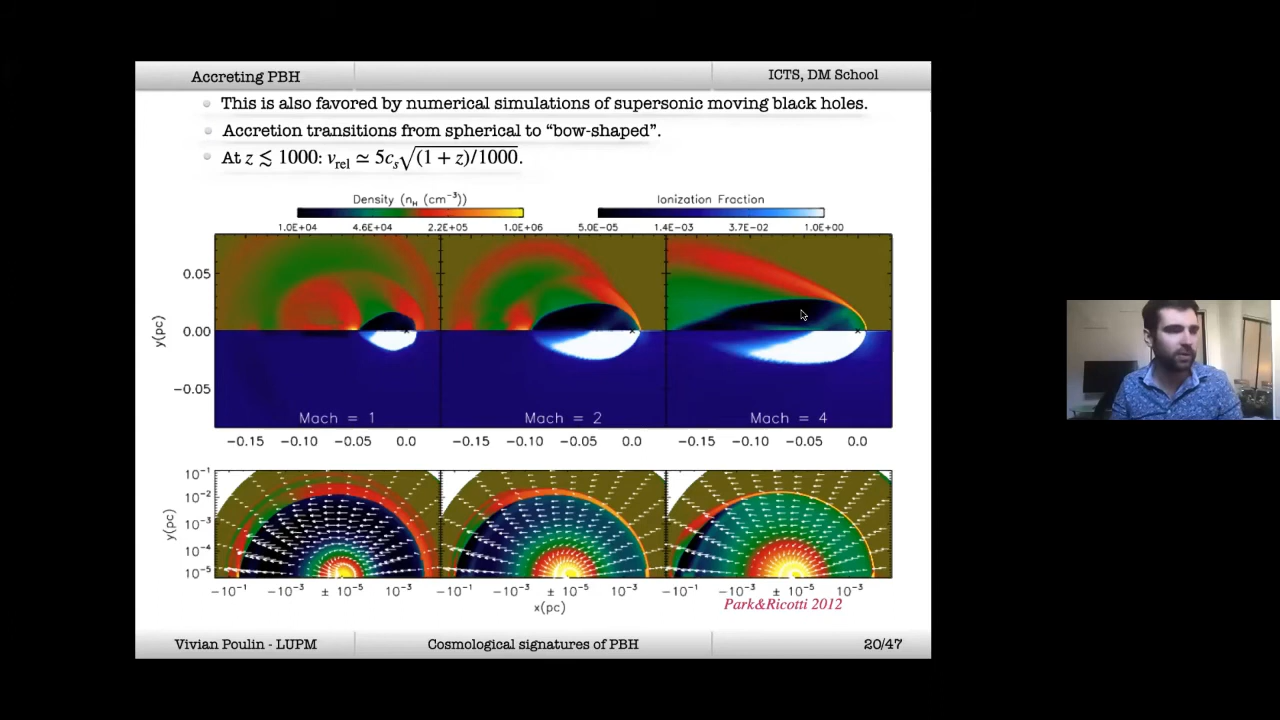 Accreting PBH
ICTS, DM School
This is also favored by numerical simulations of supersonic moving black holes.
Accretion transitions from spherical to “bow-shaped”.
At z ≲ 1000: v_rel ≃ 5c_s√(1 + z)/1000.
Density (n_H (cm⁻³))
Ionization Fraction
1.0E+04 4.6E+04 2.2E+05 1.0E+06
5.0E-05 1.4E-03 3.7E-02 1.0E+00
y(pc)
0.05
0.00
-0.05
Mach = 1
Mach = 2
Mach = 4
-0.15 -0.10 -0.05 0.0
-0.15 -0.10 -0.05 0.0
-0.15 -0.10 -0.05 0.0
y(pc)
10⁻¹
10⁻²
10⁻³
10⁻⁴
10⁻⁵
-10⁻¹ -10⁻³ ± 10⁻⁵ 10⁻³
-10⁻¹ -10⁻³ ± 10⁻⁵ 10⁻³
-10⁻¹ -10⁻³ ± 10⁻⁵ 10⁻³
x(pc)
Park&Ricotti 2012
Vivian Poulin - LUPM
Cosmological signatures of PBH
20/47